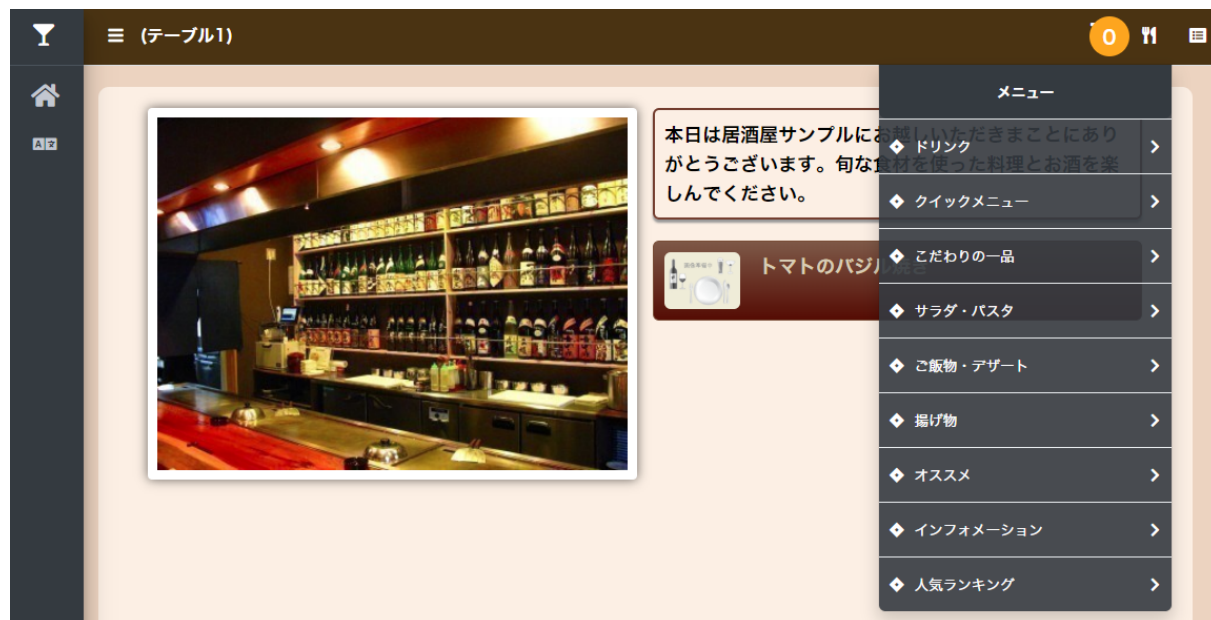 (テーブル1)
0
メニュー
本日は居酒屋サンプルにお越しいただきまことにあり
がとうございます。旬な食材を使った料理とお酒を楽
しんでください。
トマトのバジル焼き
ドリンク
クイックメニュー
こだわりの一品
サラダ・パスタ
ご飯物・デザート
揚げ物
オススメ
インフォメーション
人気ランキング